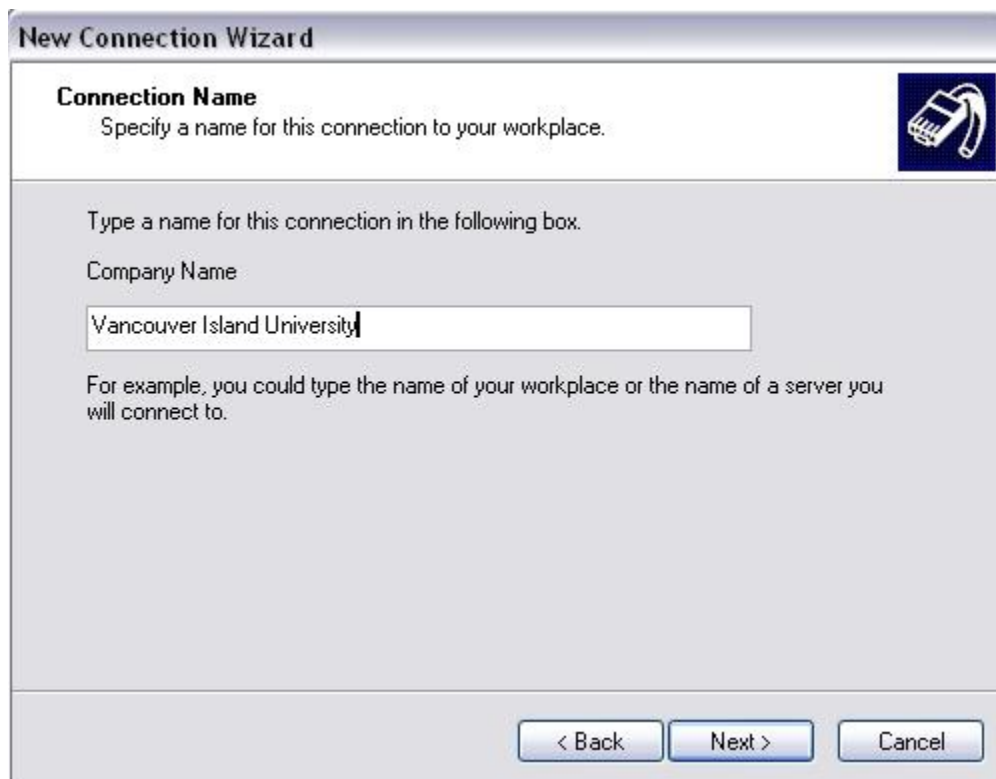 New Connection Wizard
Connection Name
Specify a name for this connection to your workplace.
Type a name for this connection in the following box.
Company Name
Vancouver Island University
For example, you could type the name of your workplace or the name of a server you
will connect to.
< Back Next > Cancel